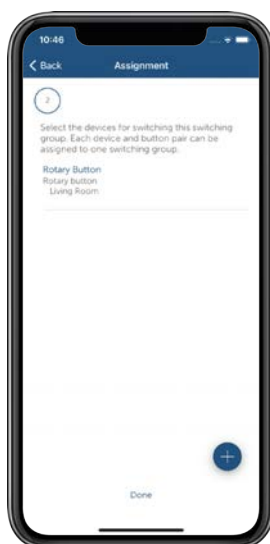 10:46
Back Assignment
2
Select the devices for switching this switching
group. Each device and button pair can be
assigned to one switching group.
Rotary Button
Rotary button
Living Room
Done